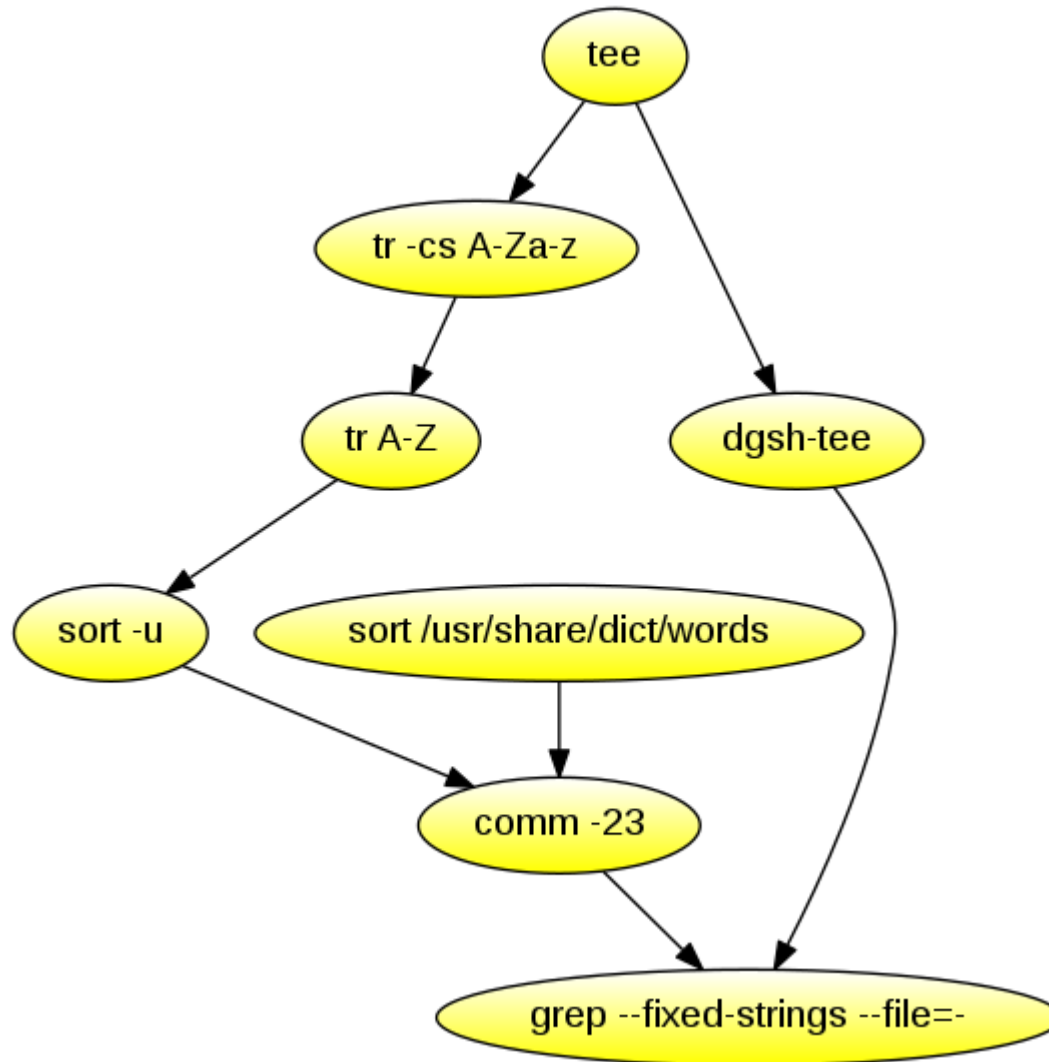 tee
tr -cs A-Za-z
tr A-Z
dgsh-tee
sort -u
sort /usr/share/dict/words
comm -23
grep --fixed-strings --file=-